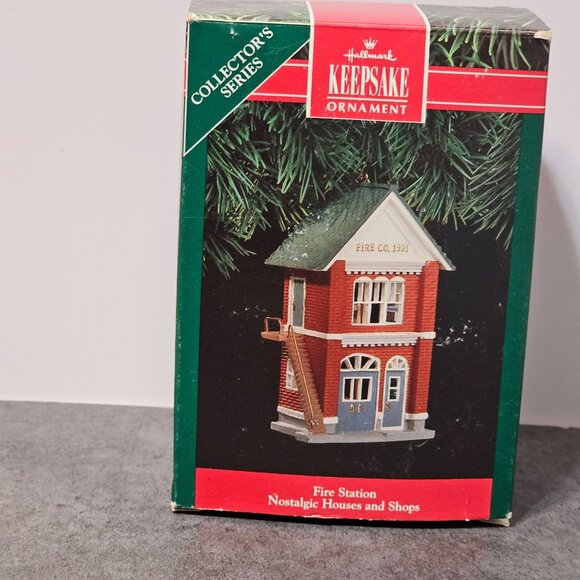 COLLECTOR'S
SERIES
Hallmark
KEEPSAKE
ORNAMENT
FIRE CO. 1991
Fire Station
Nostalgic Houses and Shops